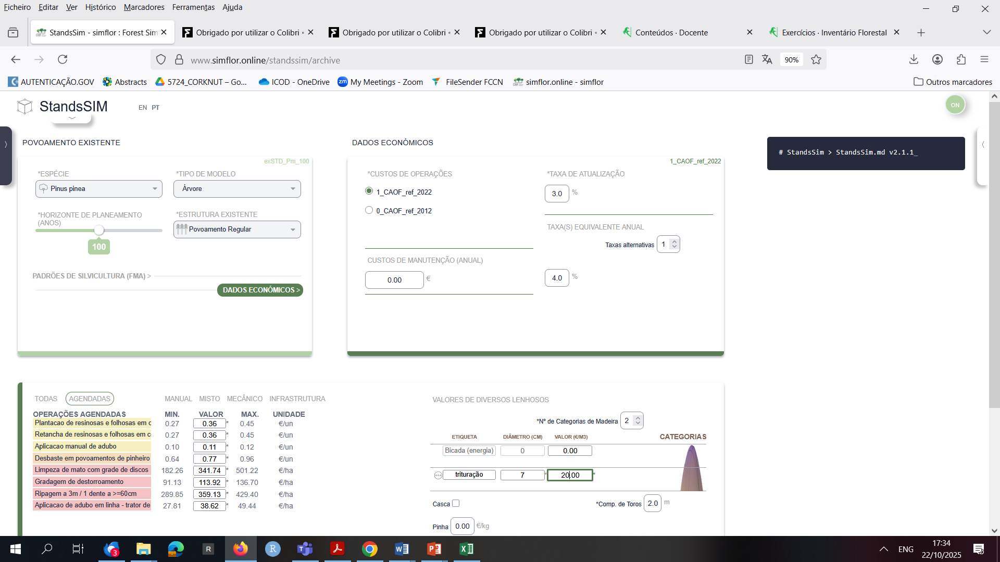 Ficheiro Editar Ver Histórico Marcadores Ferramentas Ajuda
StandsSim - simflor : Forest Sim
Obrigado por utilizar o Colibri •
Obrigado por utilizar o Colibri •
Obrigado por utilizar o Colibri •
Conteúdos · Docente
Exercícios · Inventário Florestal
www.simflor.online/standssim/archive
90%
AUTENTICAÇÃO.GOV
Abstracts
5724_CORKNUT – Go...
ICOD - OneDrive
zm My Meetings - Zoom
FileSender FCCN
simflor.online - simflor
Outros marcadores
StandsSIM
EN PT
ON
POVOAMENTO EXISTENTE
exSTD_Pm_100
*ESPÉCIE
*TIPO DE MODELO
Pinus pinea
Árvore
*HORIZONTE DE PLANEAMENTO
(ANOS)
*ESTRUTURA EXISTENTE
Povoamento Regular
100
PADRÕES DE SILVICULTURA (FMA) >
DADOS ECONÓMICOS >
DADOS ECONÓMICOS
1_CAOF_ref_2022
*CUSTOS DE OPERAÇÕES
*TAXA DE ATUALIZAÇÃO
1_CAOF_ref_2022
3.0 %
0_CAOF_ref_2012
TAXA(S) EQUIVALENTE ANUAL
Taxas alternativas 1
CUSTOS DE MANUTENÇÃO (ANUAL)
0.00 €
4.0 %
# StandsSim > StandsSim.md v2.1.1_
TODAS AGENDADAS MANUAL MISTO MECÂNICO INFRASTRUTURA
OPERAÇÕES AGENDADAS MIN. VALOR MAX. UNIDADE
Plantacao de resinosas e folhosas em c 0.27 0.36 * 0.45 €/un
Retancha de resinosas e folhosas em c 0.27 0.36 * 0.45 €/un
Aplicacao manual de adubo 0.10 0.11 * 0.12 €/un
Desbaste em povoamentos de pinheiro 0.64 0.77 * 0.96 €/un
Limpeza de mato com grade de discos 182.26 341.74 * 501.22 €/ha
Gradagem de destorroamento 91.13 113.92 * 136.70 €/ha
Ripagem a 3m / 1 dente a >=60cm 289.85 359.13 * 429.40 €/ha
Aplicacao de adubo em linha - trator de 27.81 38.62 * 49.44 €/ha
VALORES DE DIVERSOS LENHOSOS
*Nº de Categorias de Madeira 2
ETIQUETA DIÂMETRO (CM) VALOR (€/M3) CATEGORIAS
Bicada (energia) 0 0.00
trituração 7 * 20.00 *
Casca
*Comp. de Toros 2.0 m
Pinha 0.00 €/kg
3
R
R
ENG
17:34
22/10/2025